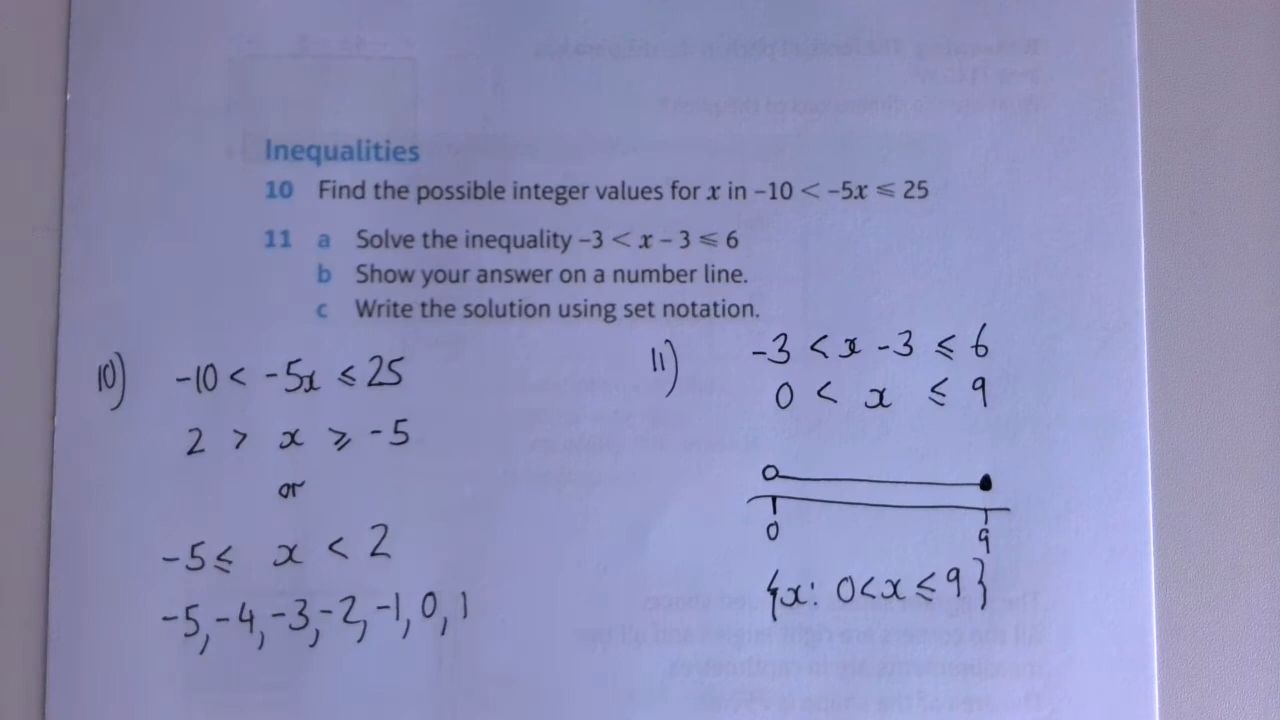 Inequalities
10 Find the possible integer values for x in −10 < −5x ⩽ 25
11 a Solve the inequality −3 < x − 3 ⩽ 6
b Show your answer on a number line.
c Write the solution using set notation.
10) -10 < -5x ⩽ 25
2 > x ⩾ -5
or
-5 ⩽ x < 2
-5, -4, -3, -2, -1, 0, 1
11) -3 < x - 3 ⩽ 6
0 < x ⩽ 9
0 9
{x: 0 < x ⩽ 9}